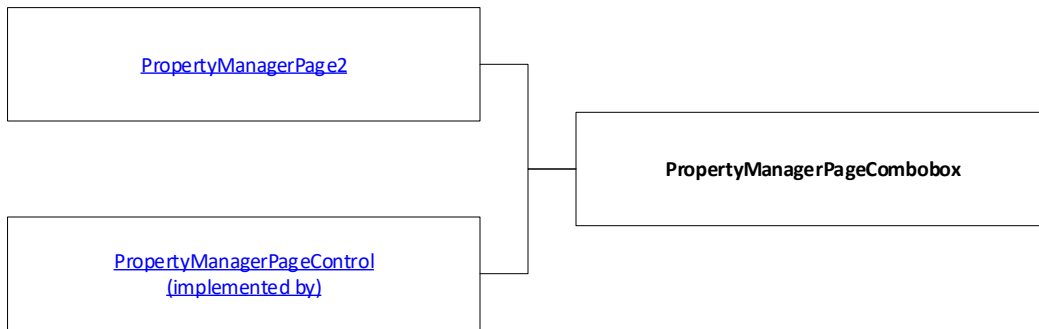 PropertyManagerPage2
PropertyManagerPageCombobox
PropertyManagerPageControl
(implemented by)